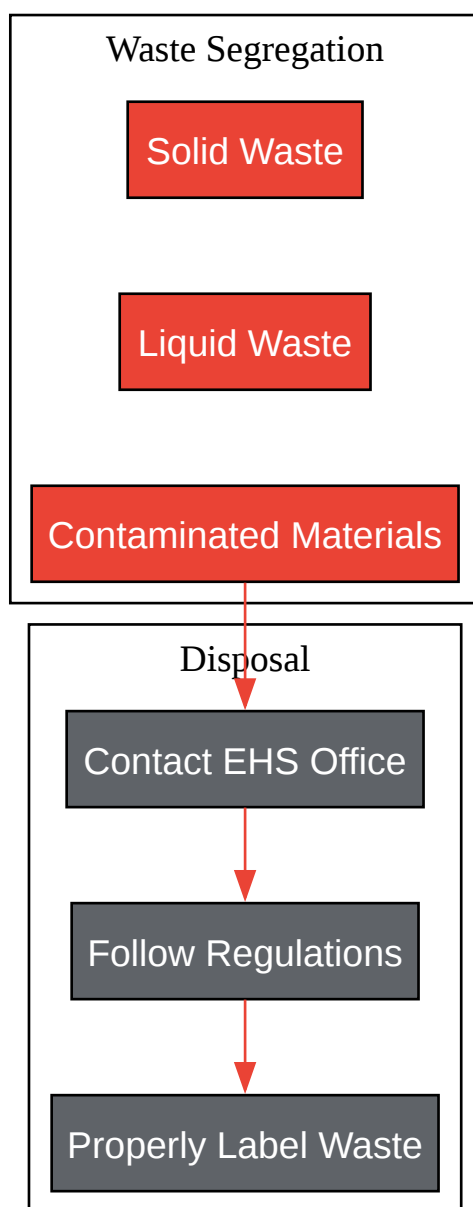 Waste Segregation
Solid Waste
Liquid Waste
Contaminated Materials
Disposal
Contact EHS Office
Follow Regulations
Properly Label Waste